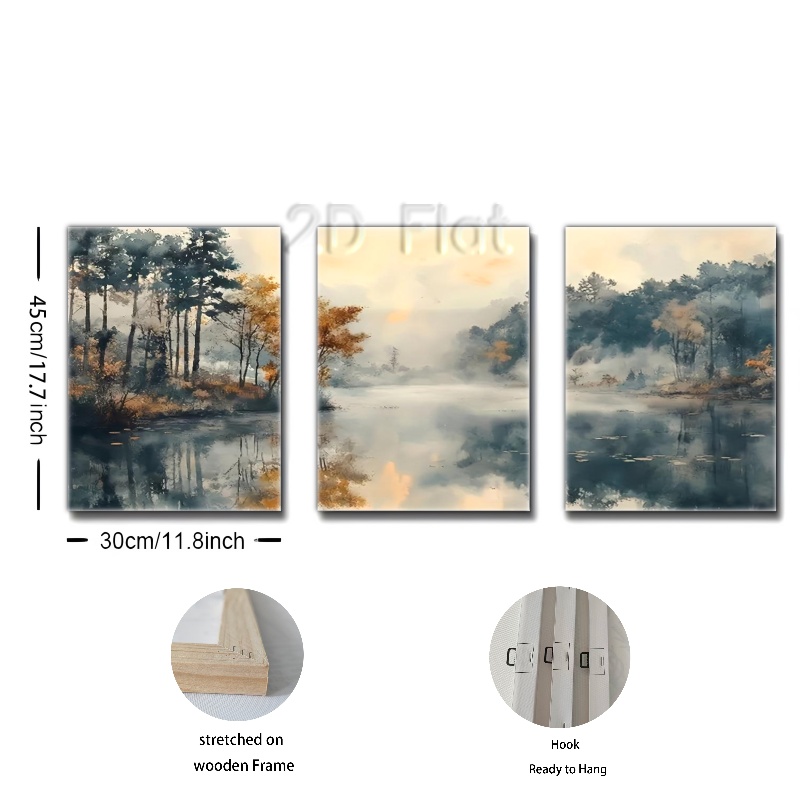 2D Flat
45cm/17.7inch
30cm/11.8inch
stretched on
wooden Frame
Hook
Ready to Hang